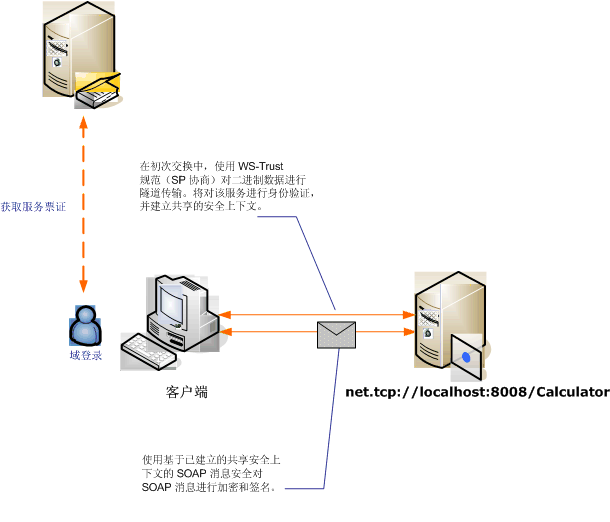 在初次交换中，使用 WS-Trust
规范（SP 协商）对二进制数据进行
隧道传输。将对该服务进行身份验证，
并建立共享的安全上下文。
获取服务票证
域登录
客户端
net.tcp://localhost:8008/Calculator
使用基于已建立的共享安全上
下文的 SOAP 消息安全对
SOAP 消息进行加密和签名。